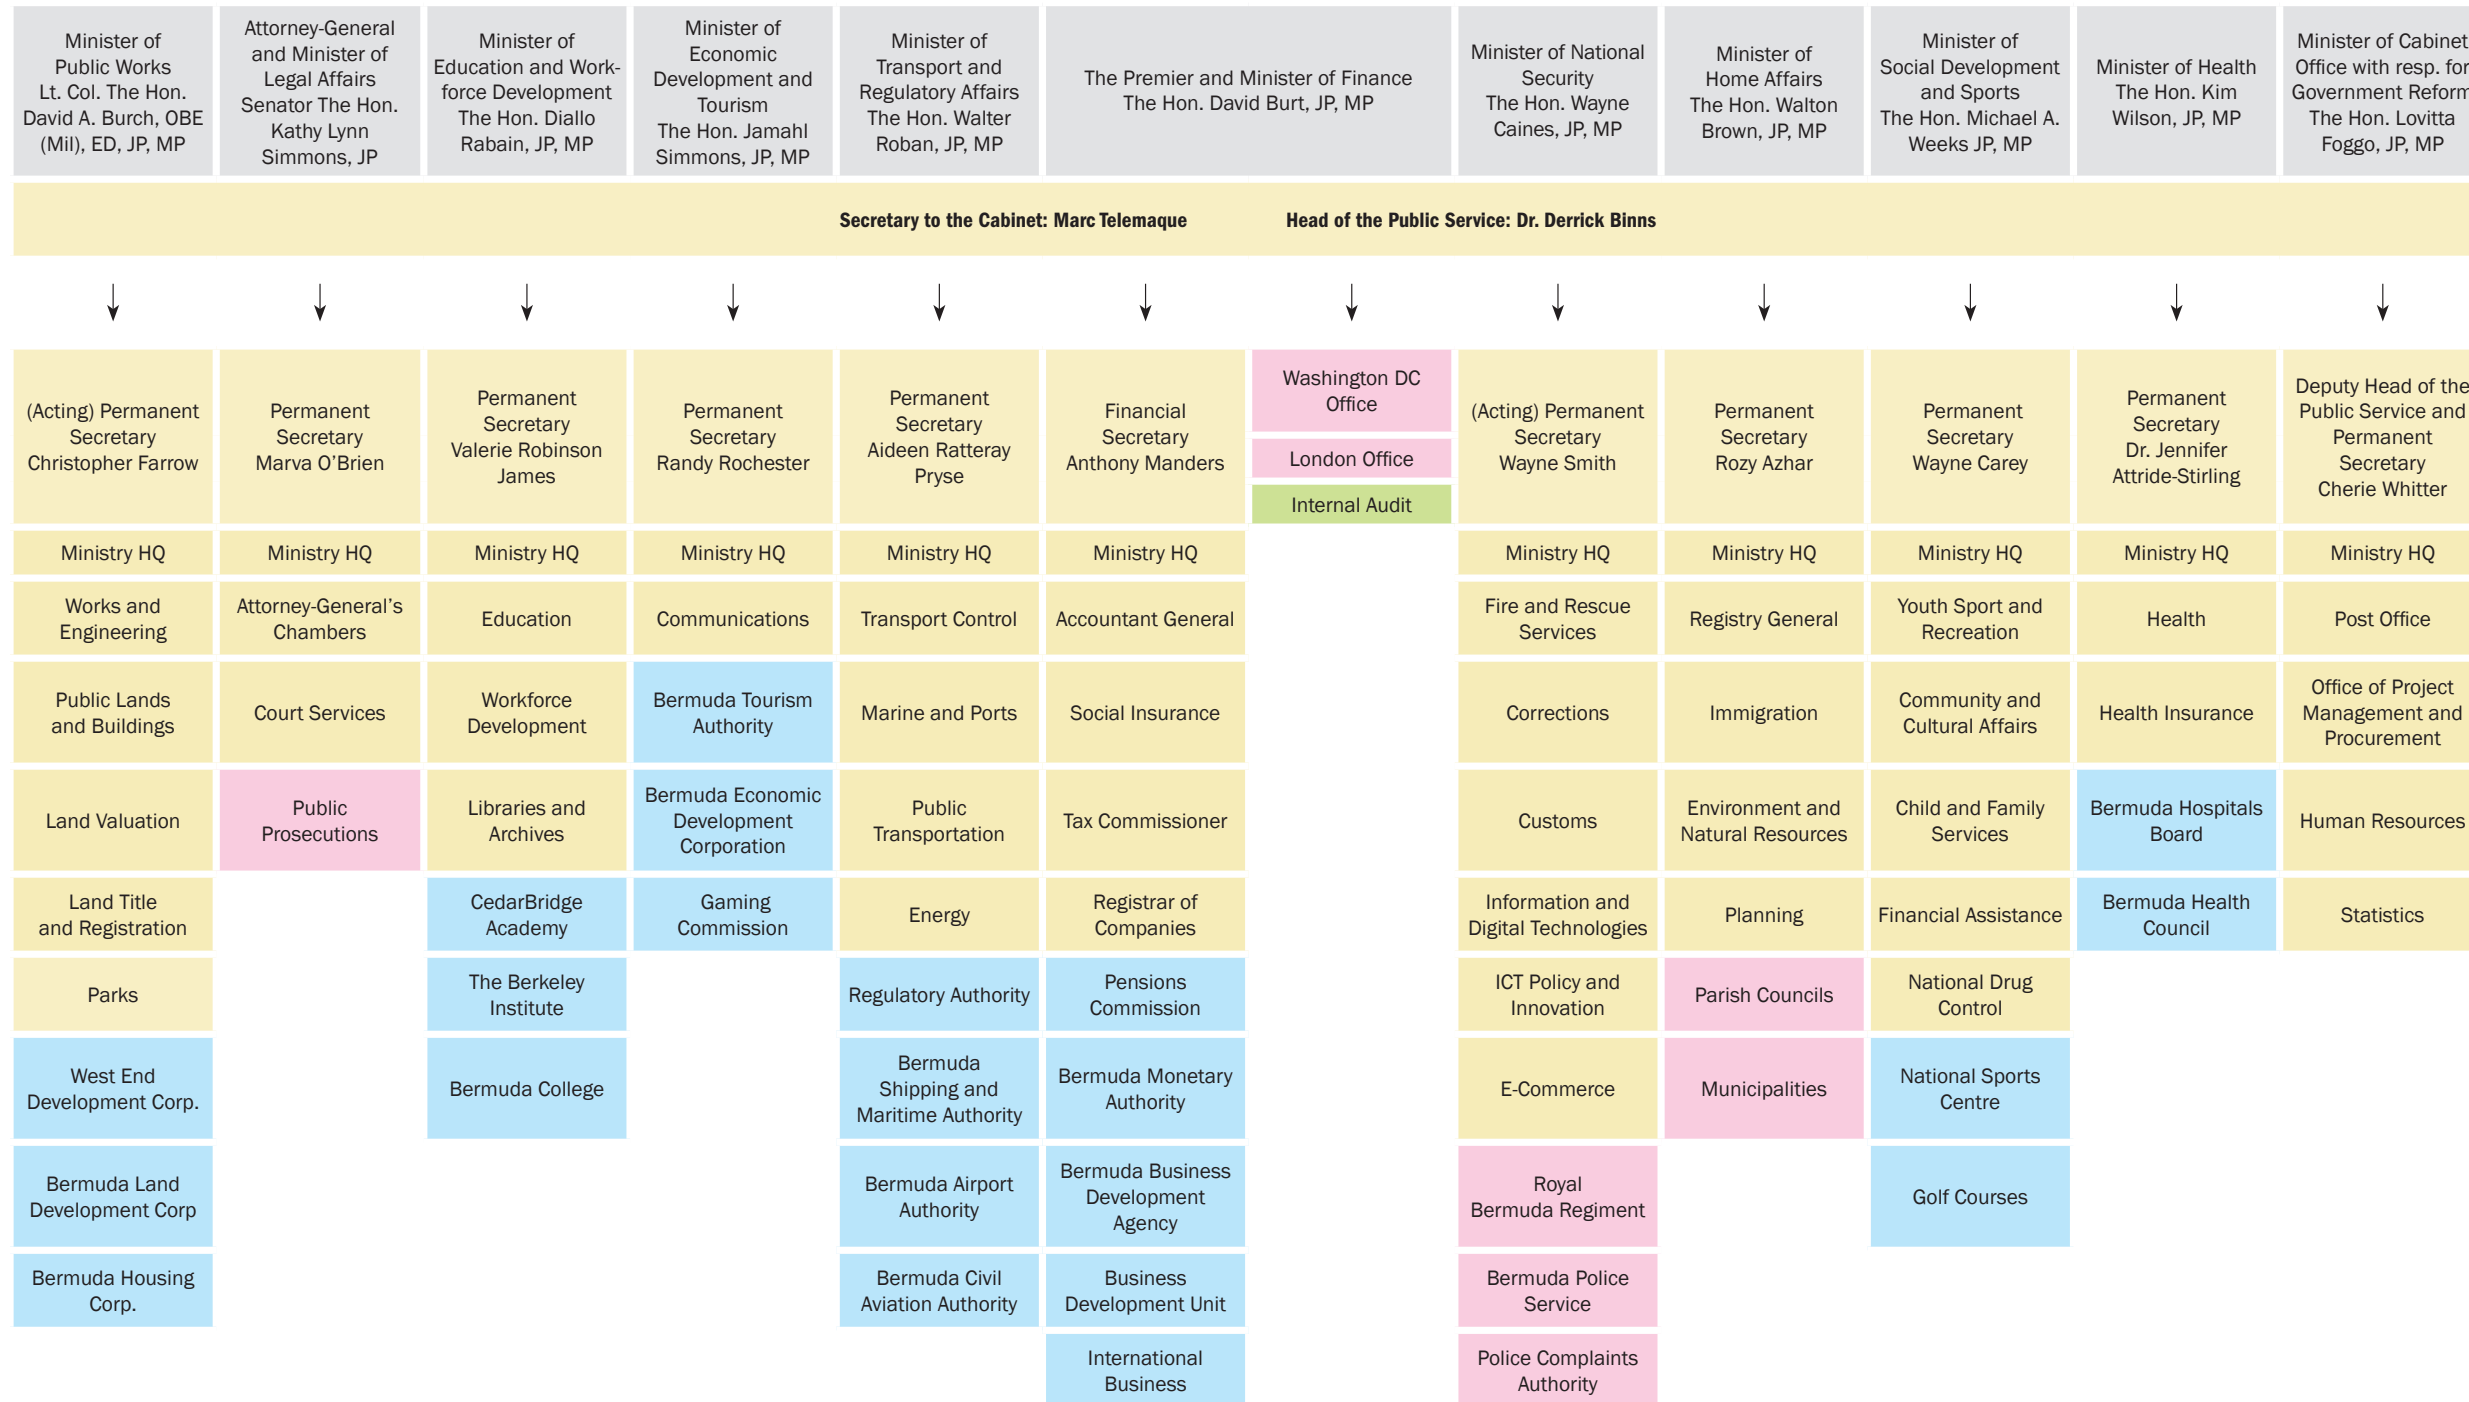 Minister of
Public Works
Lt. Col. The Hon.
David A. Burch, OBE
(Mil), ED, JP, MP
Attorney-General
and Minister of
Legal Affairs
Senator The Hon.
Kathy Lynn
Simmons, JP
Minister of
Education and Work-
force Development
The Hon. Diallo
Rabain, JP, MP
Minister of
Economic
Development and
Tourism
The Hon. Jamahl
Simmons, JP, MP
Minister of
Transport and
Regulatory Affairs
The Hon. Walter
Roban, JP, MP
The Premier and Minister of Finance
The Hon. David Burt, JP, MP
Minister of National
Security
The Hon. Wayne
Caines, JP, MP
Minister of
Home Affairs
The Hon. Walton
Brown, JP, MP
Minister of
Social Development
and Sports
The Hon. Michael A.
Weeks JP, MP
Minister of Health
The Hon. Kim
Wilson, JP, MP
Minister of Cabinet
Office with resp. for
Government Reform
The Hon. Lovitta
Foggo, JP, MP
Secretary to the Cabinet: Marc Telemaque
Head of the Public Service: Dr. Derrick Binns
(Acting) Permanent
Secretary
Christopher Farrow
Permanent
Secretary
Marva O'Brien
Permanent
Secretary
Valerie Robinson
James
Permanent
Secretary
Randy Rochester
Permanent
Secretary
Aideen Ratteray
Pryse
Financial
Secretary
Anthony Manders
Washington DC
Office
London Office
Internal Audit
(Acting) Permanent
Secretary
Wayne Smith
Permanent
Secretary
Rozy Azhar
Permanent
Secretary
Wayne Carey
Permanent
Secretary
Dr. Jennifer
Attride-Stirling
Deputy Head of the
Public Service and
Permanent
Secretary
Cherie Whitter
Ministry HQ
Ministry HQ
Ministry HQ
Ministry HQ
Ministry HQ
Ministry HQ
Ministry HQ
Ministry HQ
Ministry HQ
Ministry HQ
Ministry HQ
Works and
Engineering
Attorney-General's
Chambers
Education
Communications
Transport Control
Accountant General
Fire and Rescue
Services
Registry General
Youth Sport and
Recreation
Health
Post Office
Public Lands
and Buildings
Court Services
Workforce
Development
Bermuda Tourism
Authority
Marine and Ports
Social Insurance
Corrections
Immigration
Community and
Cultural Affairs
Health Insurance
Office of Project
Management and
Procurement
Land Valuation
Public
Prosecutions
Libraries and
Archives
Bermuda Economic
Development
Corporation
Public
Transportation
Tax Commissioner
Customs
Environment and
Natural Resources
Child and Family
Services
Bermuda Hospitals
Board
Human Resources
Land Title
and Registration
CedarBridge
Academy
Gaming
Commission
Energy
Registrar of
Companies
Information and
Digital Technologies
Planning
Financial Assistance
Bermuda Health
Council
Statistics
Parks
The Berkeley
Institute
Regulatory Authority
Pensions
Commission
ICT Policy and
Innovation
Parish Councils
National Drug
Control
West End
Development Corp.
Bermuda College
Bermuda
Shipping and
Maritime Authority
Bermuda Monetary
Authority
E-Commerce
Municipalities
National Sports
Centre
Bermuda Land
Development Corp
Bermuda Airport
Authority
Bermuda Business
Development
Agency
Royal
Bermuda Regiment
Golf Courses
Bermuda Housing
Corp.
Bermuda Civil
Aviation Authority
Business
Development Unit
Bermuda Police
Service
International
Business
Police Complaints
Authority